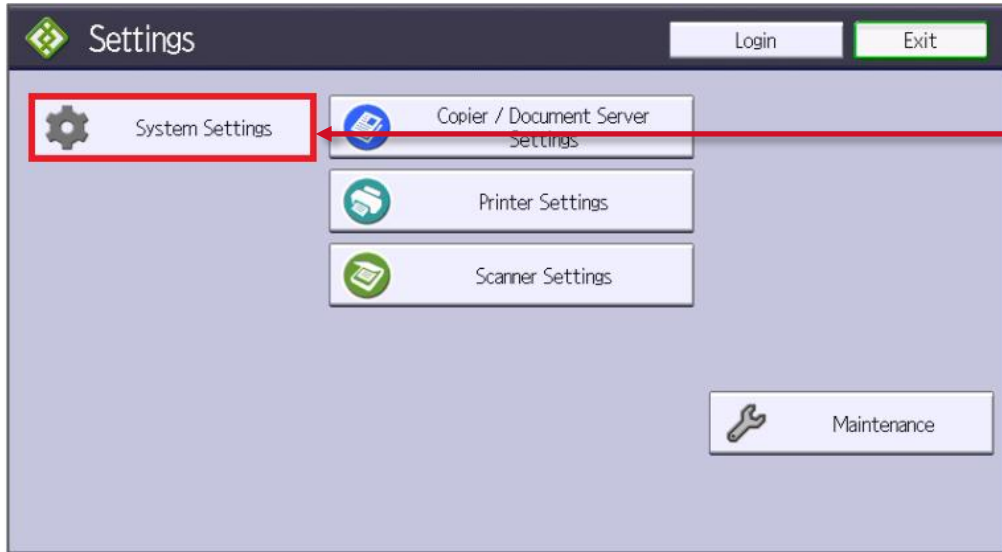 Settings
Login
Exit
System Settings
Copier / Document Server
Settings
Printer Settings
Scanner Settings
Maintenance